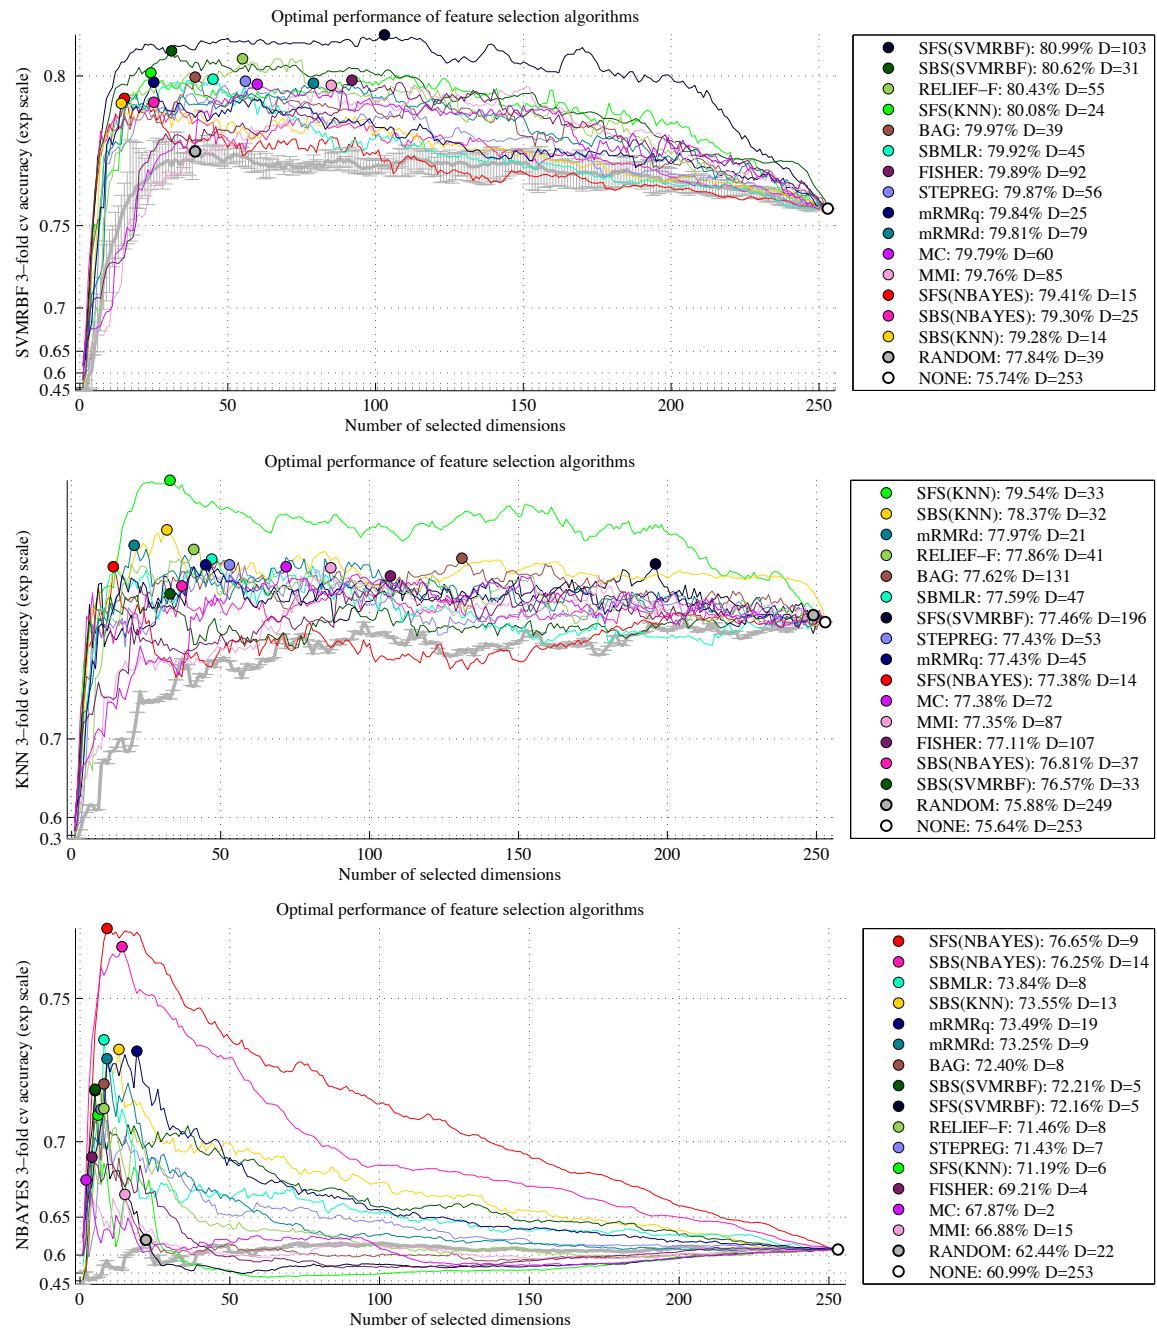 Optimal performance of feature selection algorithms
SVMRBF 3–fold cv accuracy (exp scale)
0.8
0.75
0.7
0.65
0.6
0.45
0
50
100
150
200
250
Number of selected dimensions
SFS(SVMRBF): 80.99% D=103
SBS(SVMRBF): 80.62% D=31
RELIEF–F: 80.43% D=55
SFS(KNN): 80.08% D=24
BAG: 79.97% D=39
SBMLR: 79.92% D=45
FISHER: 79.89% D=92
STEPREG: 79.87% D=56
mRMRq: 79.84% D=25
mRMRd: 79.81% D=79
MC: 79.79% D=60
MMI: 79.76% D=85
SFS(NBAYES): 79.41% D=15
SBS(NBAYES): 79.30% D=25
SBS(KNN): 79.28% D=14
RANDOM: 77.84% D=39
NONE: 75.74% D=253
Optimal performance of feature selection algorithms
KNN 3–fold cv accuracy (exp scale)
0.7
0.6
0.3
0
50
100
150
200
250
Number of selected dimensions
SFS(KNN): 79.54% D=33
SBS(KNN): 78.37% D=32
mRMRd: 77.97% D=21
RELIEF–F: 77.86% D=41
BAG: 77.62% D=131
SBMLR: 77.59% D=47
SFS(SVMRBF): 77.46% D=196
STEPREG: 77.43% D=53
mRMRq: 77.43% D=45
SFS(NBAYES): 77.38% D=14
MC: 77.38% D=72
MMI: 77.35% D=87
FISHER: 77.11% D=107
SBS(NBAYES): 76.81% D=37
SBS(SVMRBF): 76.57% D=33
RANDOM: 75.88% D=249
NONE: 75.64% D=253
Optimal performance of feature selection algorithms
NBAYES 3–fold cv accuracy (exp scale)
0.75
0.7
0.65
0.6
0.45
0
50
100
150
200
250
Number of selected dimensions
SFS(NBAYES): 76.65% D=9
SBS(NBAYES): 76.25% D=14
SBMLR: 73.84% D=8
SBS(KNN): 73.55% D=13
mRMRq: 73.49% D=19
mRMRd: 73.25% D=9
BAG: 72.40% D=8
SBS(SVMRBF): 72.21% D=5
SFS(SVMRBF): 72.16% D=5
RELIEF–F: 71.46% D=8
STEPREG: 71.43% D=7
SFS(KNN): 71.19% D=6
FISHER: 69.21% D=4
MC: 67.87% D=2
MMI: 66.88% D=15
RANDOM: 62.44% D=22
NONE: 60.99% D=253